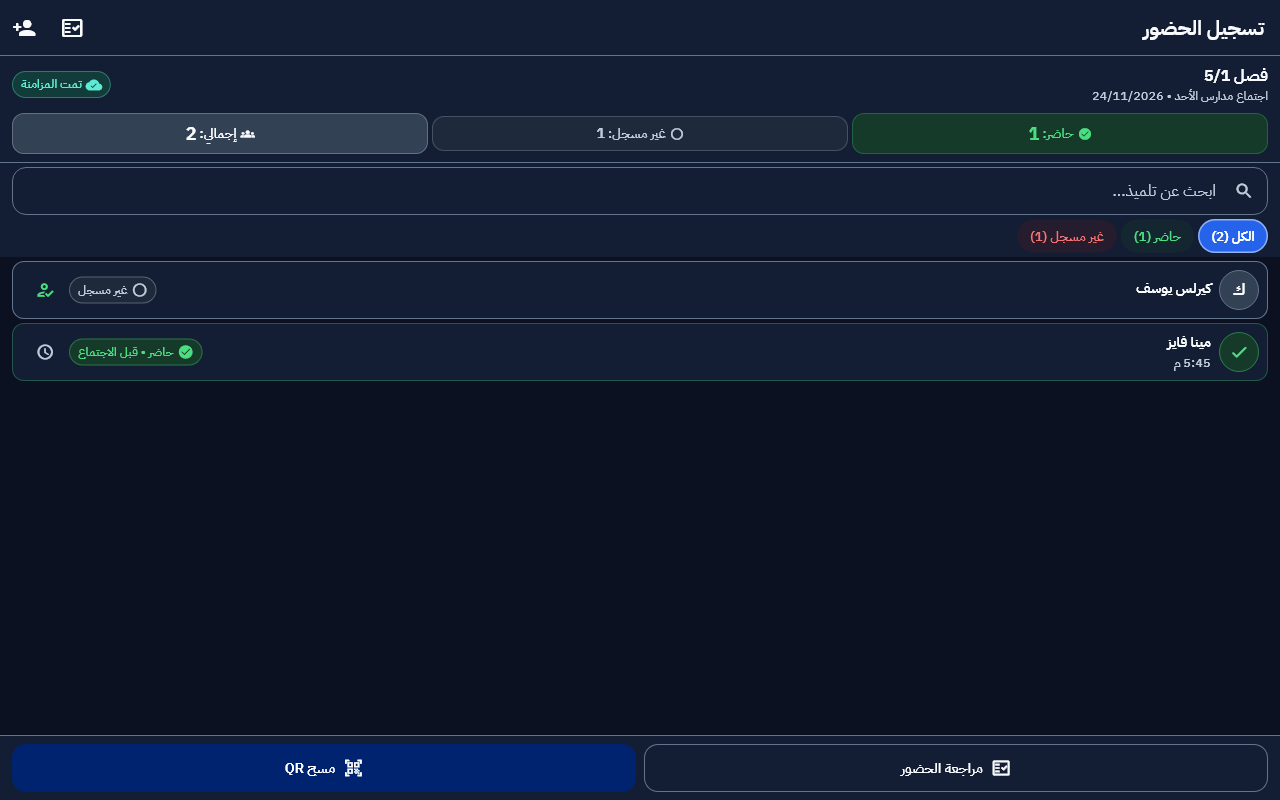 تسجيل الحضور
فصل 5/1
اجتماع مدارس الأحد • 24/11/2026
تمت المزامنة
حاضر: 1
غير مسجل: 1
إجمالي: 2
ابحث عن تلميذ...
الكل (2)
حاضر (1)
غير مسجل (1)
ك
كيرلس يوسف
غير مسجل
مينا فايز
5:45 م
حاضر • قبل الاجتماع
مراجعة الحضور
مسح QR